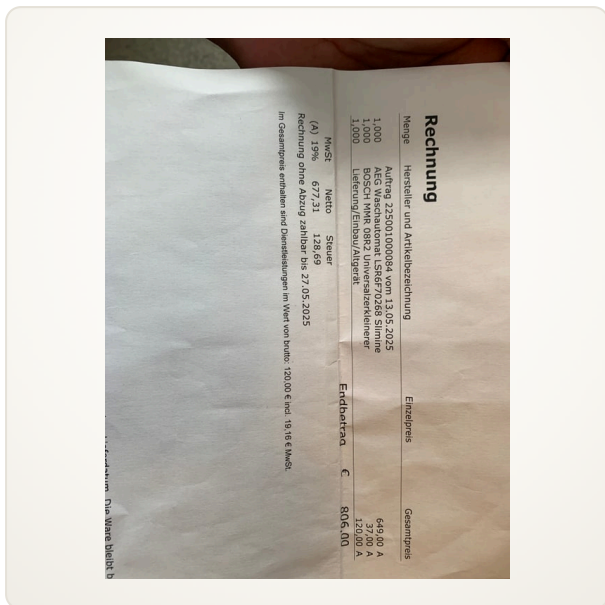 Rechnung
Menge Hersteller und Artikelbezeichnung Einzelpreis Gesamtpreis
Auftrag 225001000084 vom 13.05.2025
1,000 AEG Waschautomat LSR6F70268 Slimine 649,00 A
1,000 BOSCH MMR 08R2 Universalzerkleinerer 37,00 A
1,000 Lieferung/Einbau/Altgerät 120,00 A
Endbetrag € 806,00
MwSt Netto Steuer
(A) 19% 677,31 128,69
Rechnung ohne Abzug zahlbar bis 27.05.2025
Im Gesamtpreis enthalten sind Dienstleistungen im Wert von brutto: 120,00 € incl. 19,16 € MwSt.
Die Ware bleibt